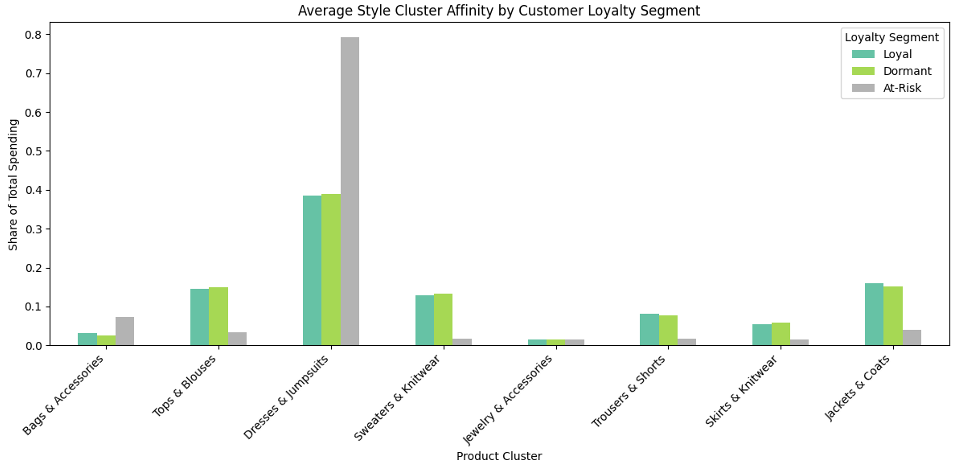 Average Style Cluster Affinity by Customer Loyalty Segment
Share of Total Spending
0.8
0.7
0.6
0.5
0.4
0.3
0.2
0.1
0.0
Loyalty Segment
Loyal
Dormant
At-Risk
Bags & Accessories
Tops & Blouses
Dresses & Jumpsuits
Sweaters & Knitwear
Jewelry & Accessories
Trousers & Shorts
Skirts & Knitwear
Jackets & Coats
Product Cluster